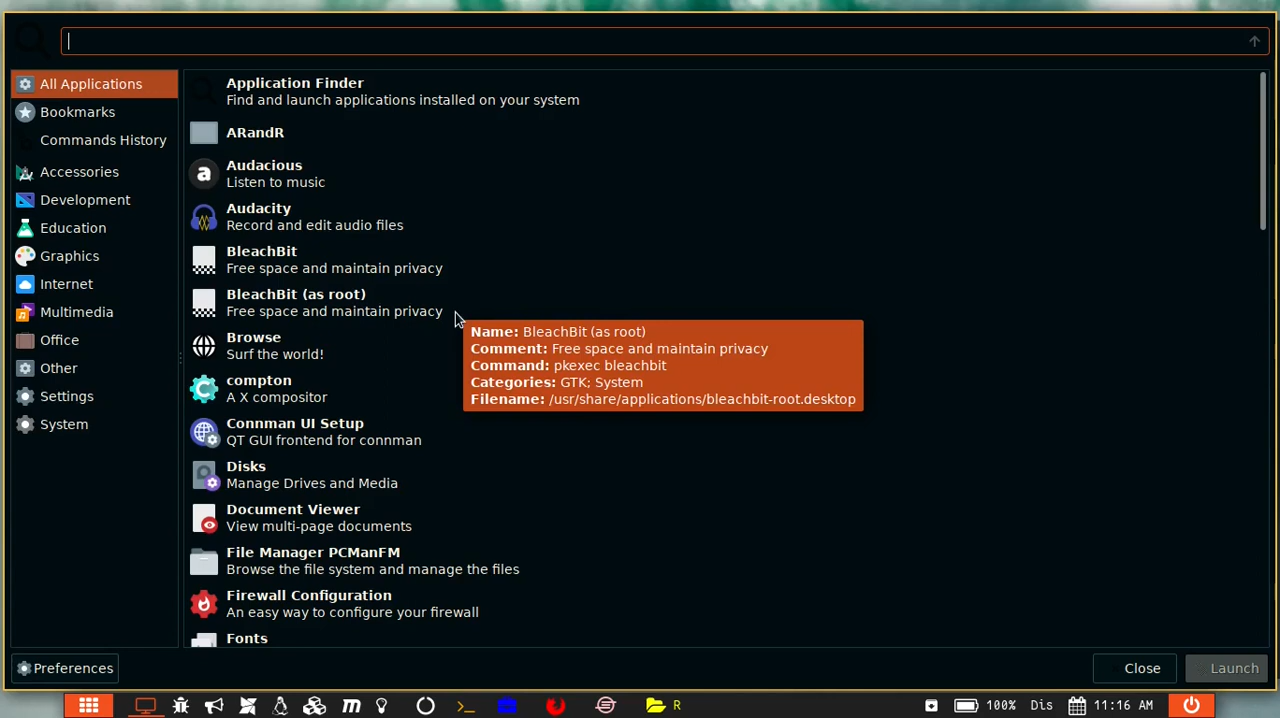 All Applications
Bookmarks
Commands History
Accessories
Development
Education
Graphics
Internet
Multimedia
Office
Other
Settings
System
Application Finder
Find and launch applications installed on your system
ARandR
Audacious
Listen to music
Audacity
Record and edit audio files
BleachBit
Free space and maintain privacy
BleachBit (as root)
Free space and maintain privacy
Browse
Surf the world!
compton
A X compositor
Connman UI Setup
QT GUI frontend for connman
Disks
Manage Drives and Media
Document Viewer
View multi-page documents
File Manager PCManFM
Browse the file system and manage the files
Firewall Configuration
An easy way to configure your firewall
Fonts
Name: BleachBit (as root)
Comment: Free space and maintain privacy
Command: pkexec bleachbit
Categories: GTK; System
Filename: /usr/share/applications/bleachbit-root.desktop
Preferences
Close
Launch
R
100%
Dis
11:16 AM